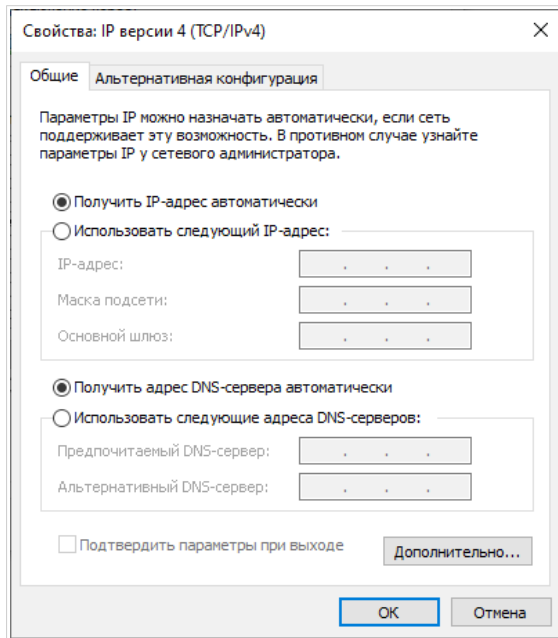 Свойства: IP версии 4 (TCP/IPv4)
Общие
Альтернативная конфигурация
Параметры IP можно назначать автоматически, если сеть
поддерживает эту возможность. В противном случае узнайте
параметры IP у сетевого администратора.
Получить IP-адрес автоматически
Использовать следующий IP-адрес:
IP-адрес:
Маска подсети:
Основной шлюз:
Получить адрес DNS-сервера автоматически
Использовать следующие адреса DNS-серверов:
Предпочитаемый DNS-сервер:
Альтернативный DNS-сервер:
Подтвердить параметры при выходе
Дополнительно...
ОК
Отмена